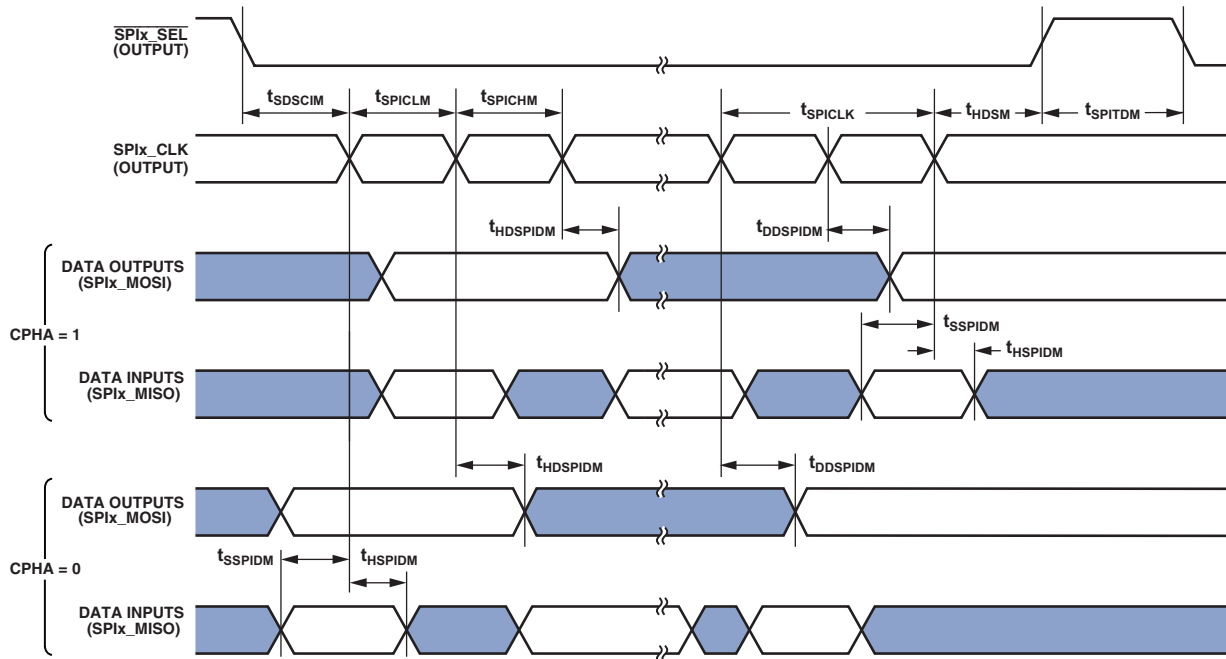 SPIx_SEL
(OUTPUT)
tSDSCIM
tSPICLM
tSPICHM
tSPICLK
tHDSM
tSPITDM
SPIx_CLK
(OUTPUT)
tHDSPIDM
tDDSPIDM
CPHA = 1
DATA OUTPUTS
(SPIx_MOSI)
tSSPIDM
tHSPIDM
DATA INPUTS
(SPIx_MISO)
tHDSPIDM
tDDSPIDM
CPHA = 0
DATA OUTPUTS
(SPIx_MOSI)
tSSPIDM
tHSPIDM
DATA INPUTS
(SPIx_MISO)